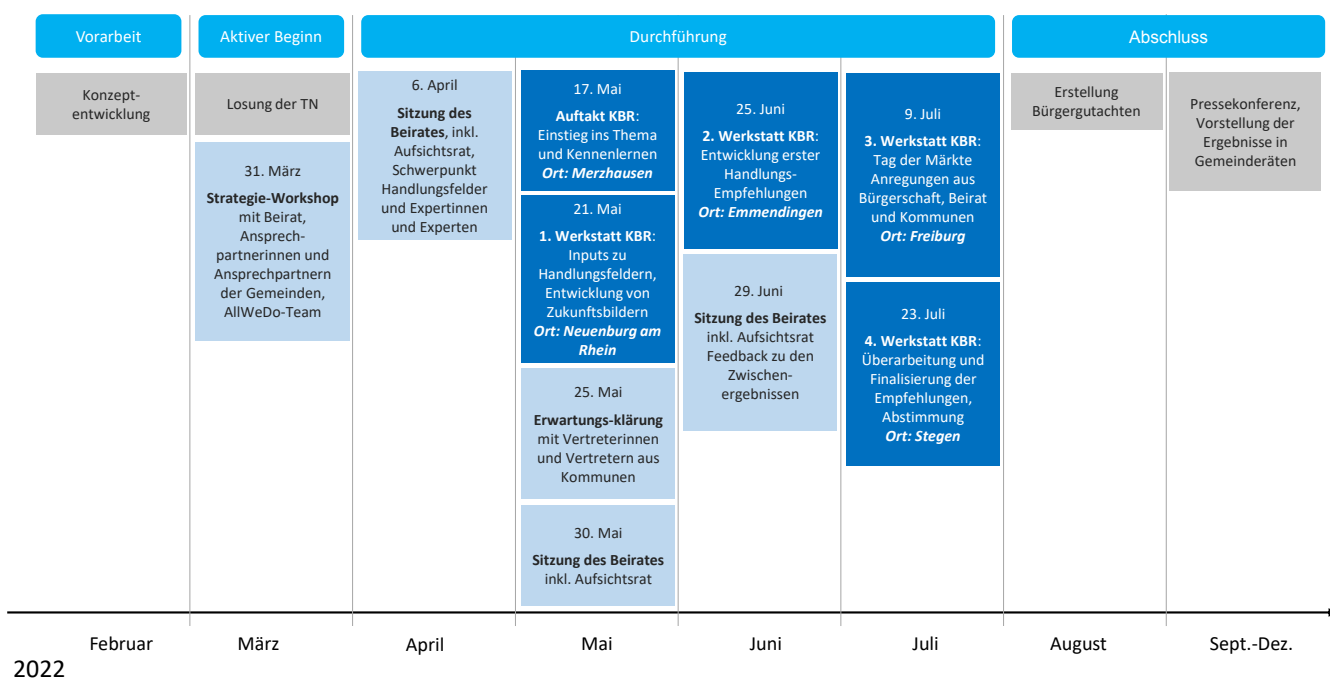 Vorarbeit
Aktiver Beginn
Durchführung
Abschluss
Konzept-
entwicklung
Losung der TN
31. März
Strategie-Workshop
mit Beirat,
Ansprech-
partnerinnen und
Ansprechpartnern
der Gemeinden,
AllWeDo-Team
6. April
Sitzung des
Beirates, inkl.
Aufsichtsrat,
Schwerpunkt
Handlungsfelder
und Expertinnen
und Experten
17. Mai
Auftakt KBR:
Einstieg ins Thema
und Kennenlernen
Ort: Merzhausen
21. Mai
1. Werkstatt KBR:
Inputs zu
Handlungsfeldern,
Entwicklung von
Zukunftsbildern
Ort: Neuenburg am
Rhein
25. Mai
Erwartungs-klärung
mit Vertreterinnen
und Vertretern aus
Kommunen
30. Mai
Sitzung des Beirates
inkl. Aufsichtsrat
25. Juni
2. Werkstatt KBR:
Entwicklung erster
Handlungs-
Empfehlungen
Ort: Emmendingen
29. Juni
Sitzung des Beirates
inkl. Aufsichtsrat
Feedback zu den
Zwischen-
ergebnissen
9. Juli
3. Werkstatt KBR:
Tag der Märkte
Anregungen aus
Bürgerschaft, Beirat
und Kommunen
Ort: Freiburg
23. Juli
4. Werkstatt KBR:
Überarbeitung und
Finalisierung der
Empfehlungen,
Abstimmung
Ort: Stegen
Erstellung
Bürgergutachten
Pressekonferenz,
Vorstellung der
Ergebnisse in
Gemeinderäten
Februar
März
April
Mai
Juni
Juli
August
Sept.-Dez.
2022